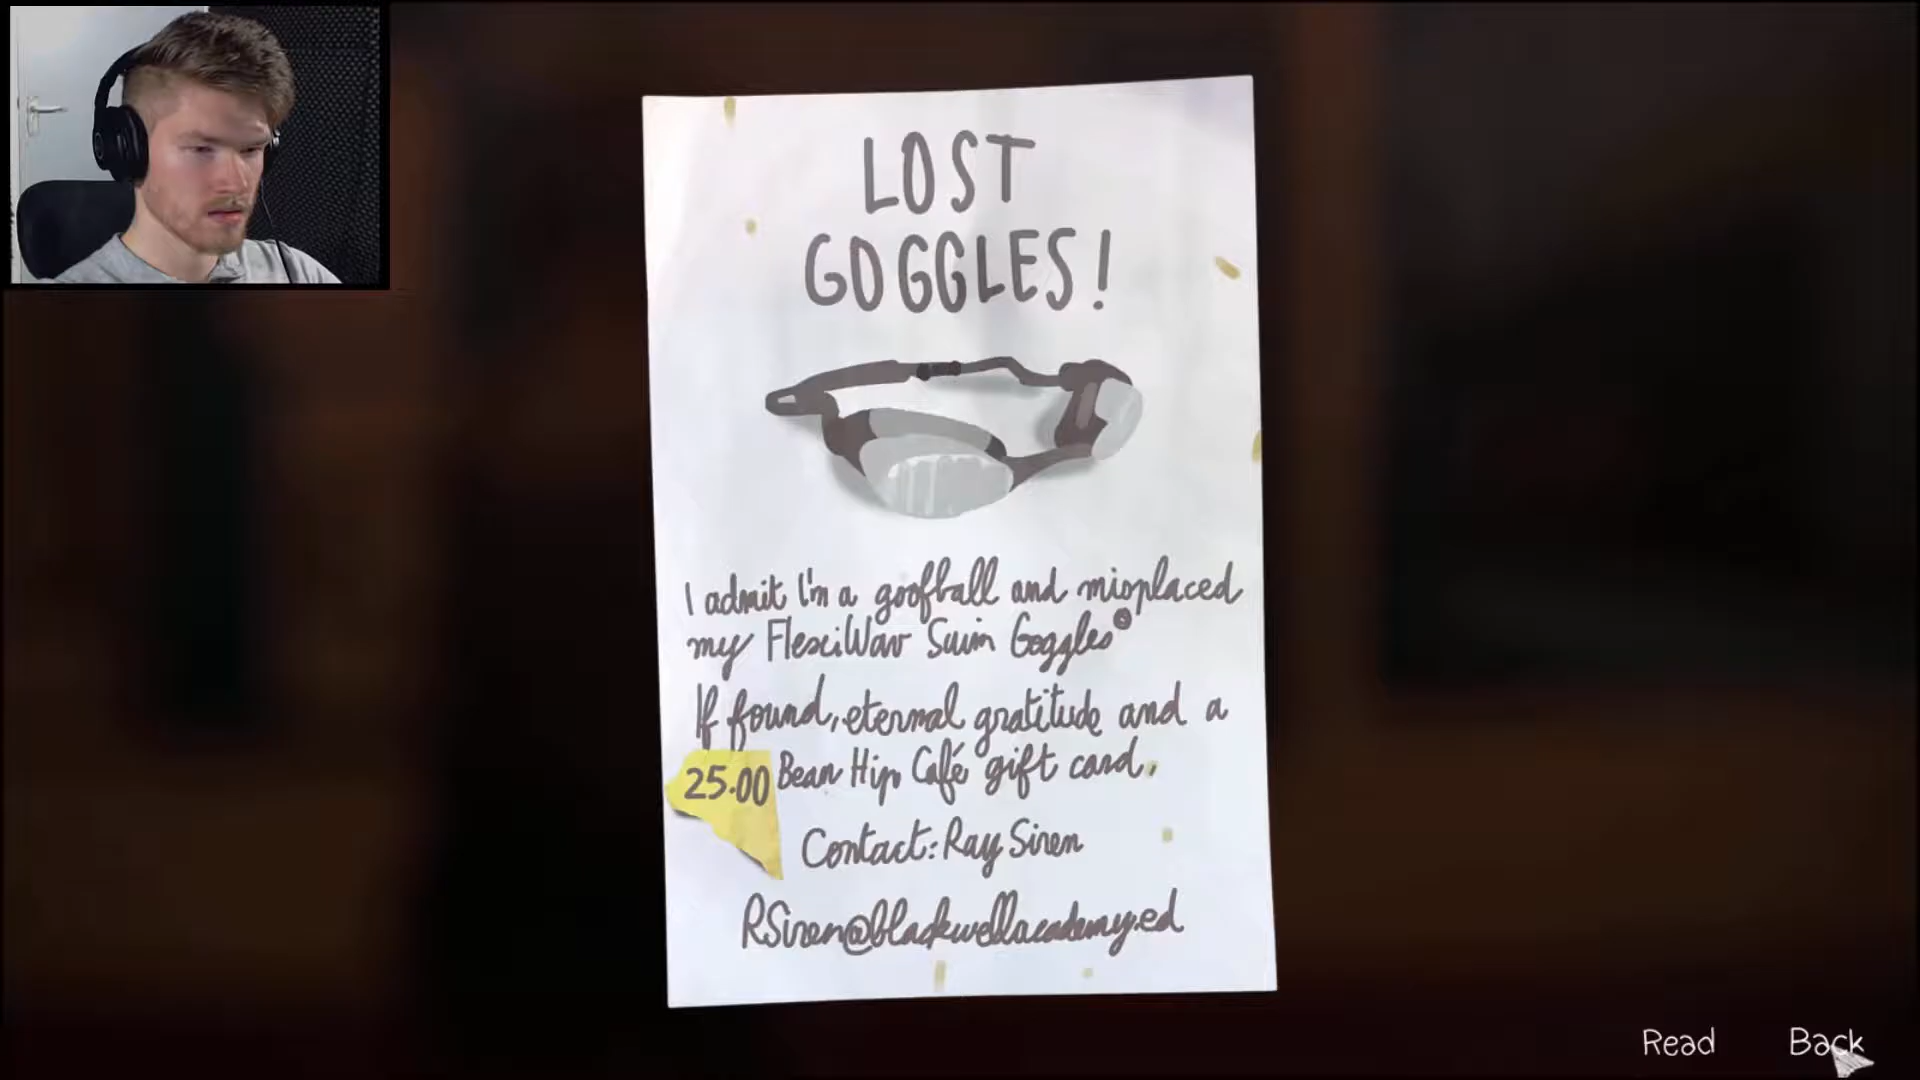 LOST
GOGGLES!
I admit I'm a goofball and misplaced
my FlexiWav Swim Goggles®
If found, eternal gratitude and a
25.00 Bean Hip Café gift card.
Contact: Ray Siren
RSiren@blackwellacademy.ed
Read Back